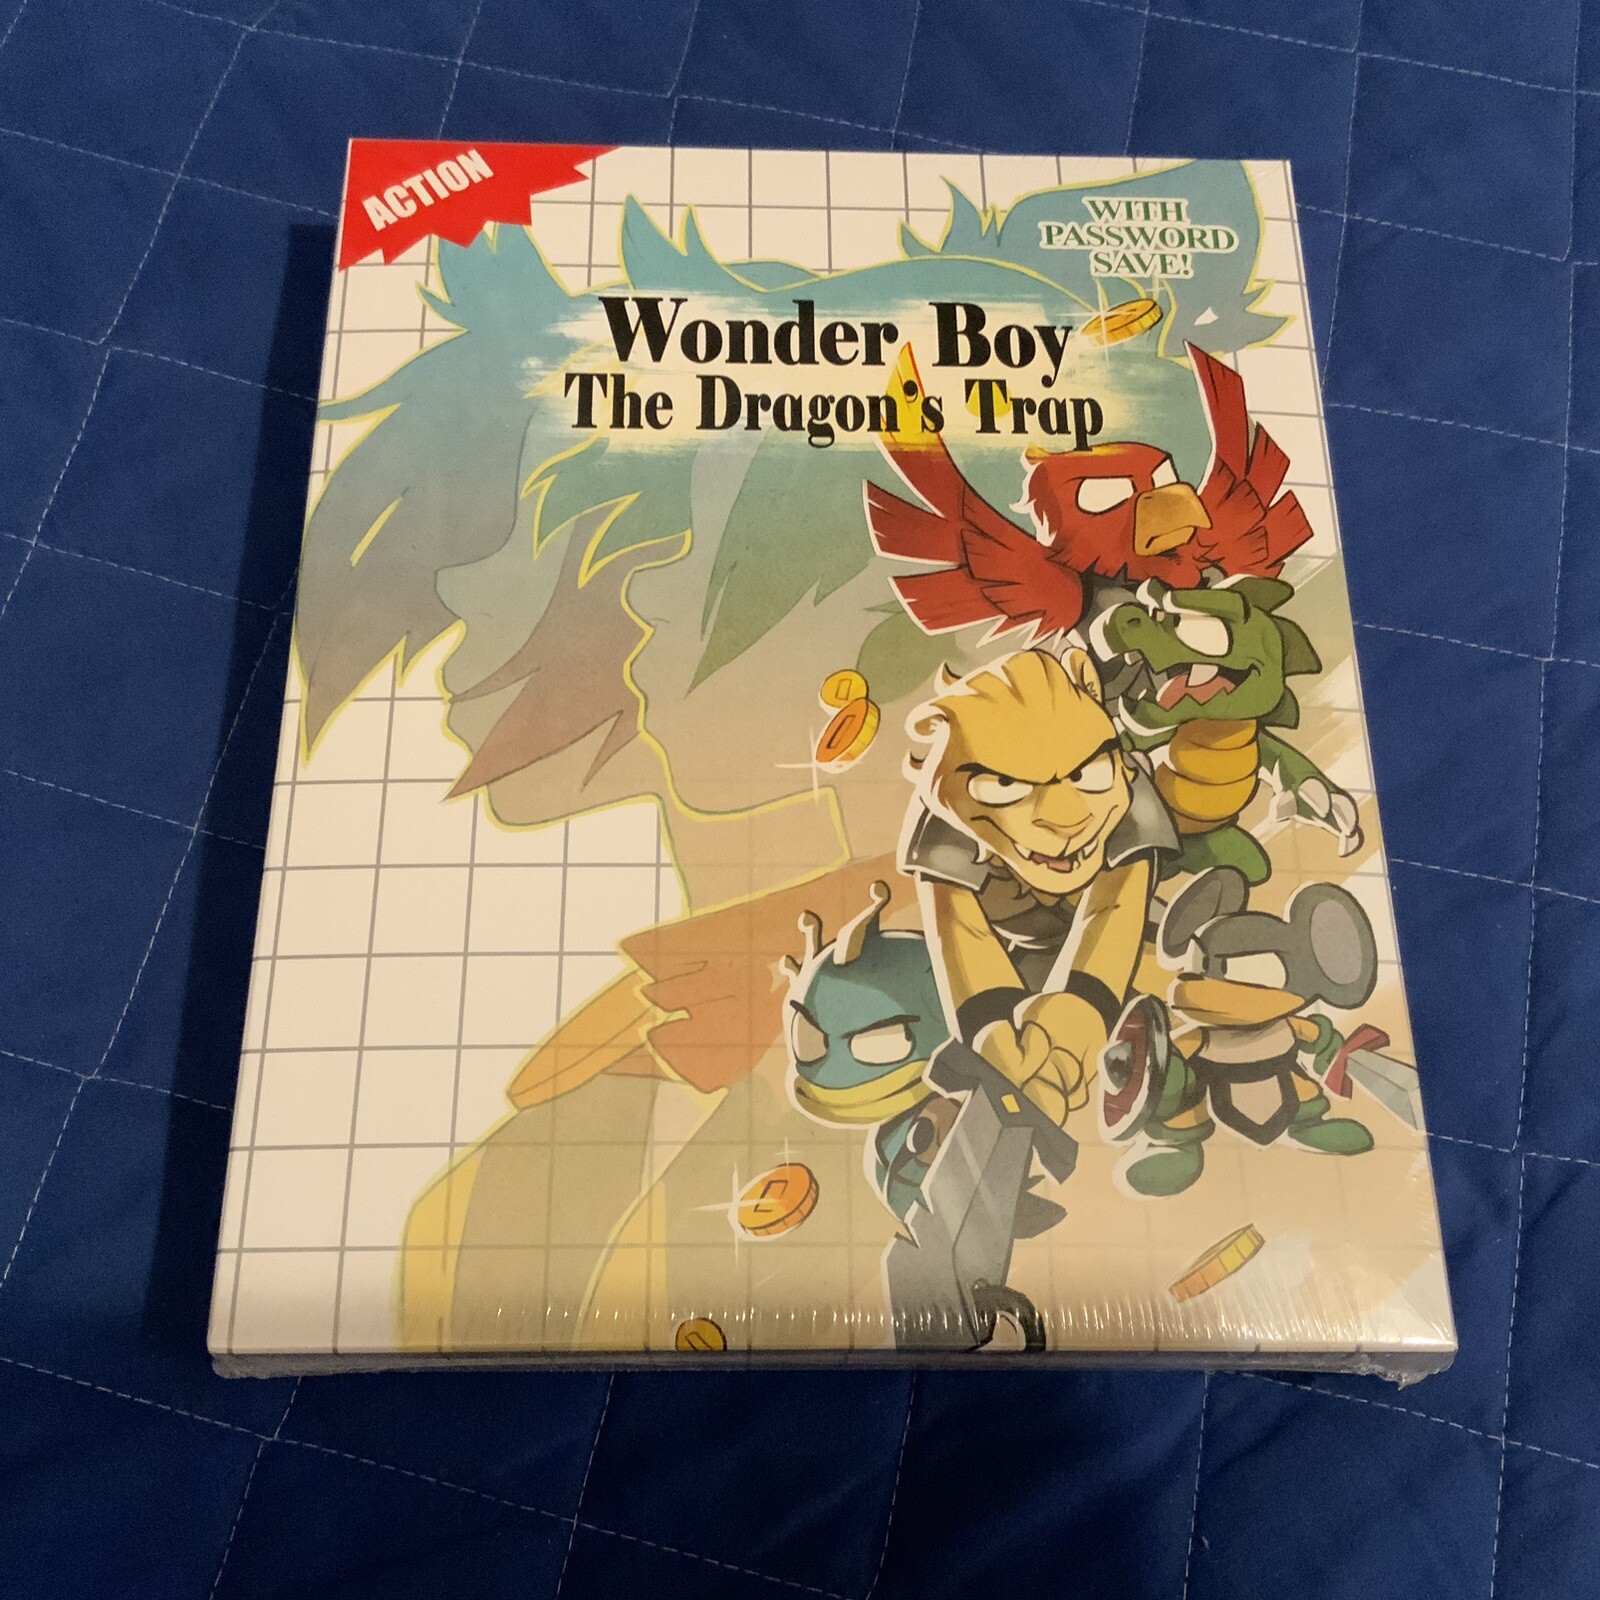 ACTION
WITH
PASSWORD
SAVE!
Wonder Boy
The Dragon's Trap